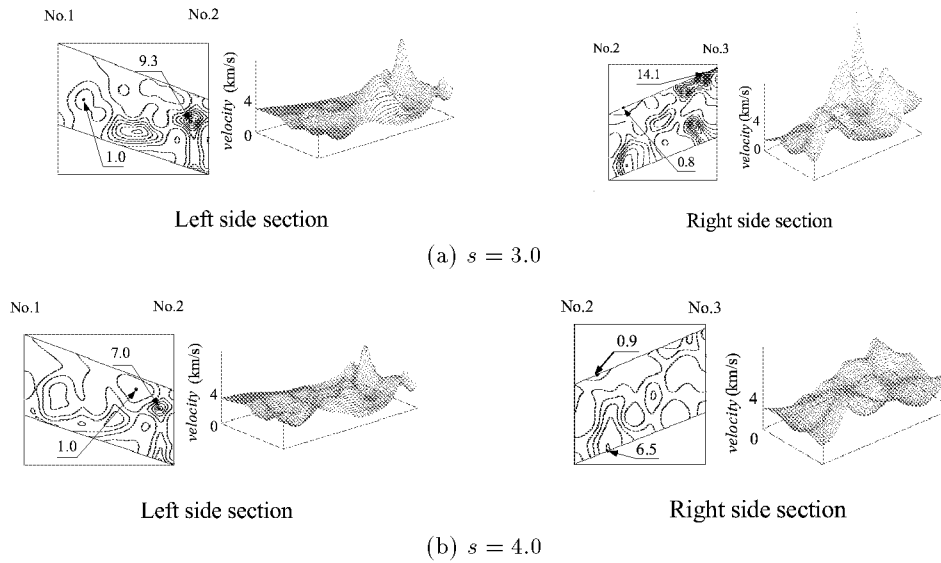 No.1 No.2
9.3
1.0
velocity (km/s)
4
0
No.2 No.3
14.1
0.8
velocity (km/s)
4
0
Left side section
Right side section
(a) s = 3.0
No.1 No.2
7.0
1.0
velocity (km/s)
4
0
No.2 No.3
0.9
6.5
velocity (km/s)
4
0
Left side section
Right side section
(b) s = 4.0